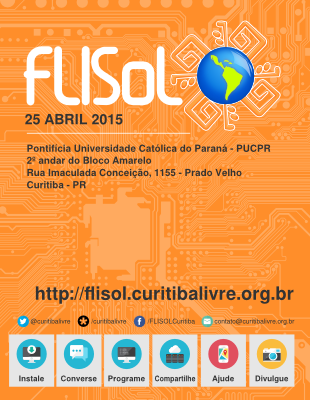 FLISoL
25 ABRIL 2015
Pontifícia Universidade Católica do Paraná - PUCPR
2º andar do Bloco Amarelo
Rua Imaculada Conceição, 1155 - Prado Velho
Curitiba - PR
http://flisol.curitibalivre.org.br
@curitibalivre /curitibalivre /FLISOLCuritiba contato@curitibalivre.org.br
Instale Converse Programe Compartilhe Ajude Divulgue